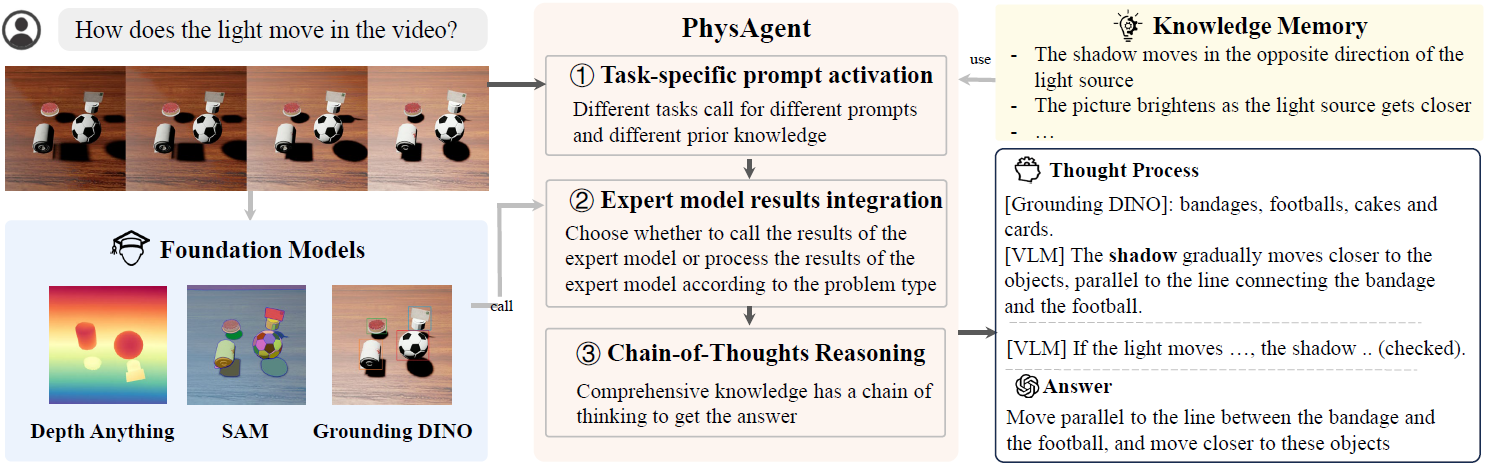 How does the light move in the video?
Foundation Models
Depth Anything
SAM
Grounding DINO
call
PhysAgent
① Task-specific prompt activation
Different tasks call for different prompts
and different prior knowledge
② Expert model results integration
Choose whether to call the results of the
expert model or process the results of the
expert model according to the problem type
③ Chain-of-Thoughts Reasoning
Comprehensive knowledge has a chain of
thinking to get the answer
use
Knowledge Memory
- The shadow moves in the opposite direction of the
light source
- The picture brightens as the light source gets closer
- …
Thought Process
[Grounding DINO]: bandages, footballs, cakes and
cards.
[VLM] The shadow gradually moves closer to the
objects, parallel to the line connecting the bandage
and the football.
[VLM] If the light moves …, the shadow .. (checked).
Answer
Move parallel to the line between the bandage and
the football, and move closer to these objects